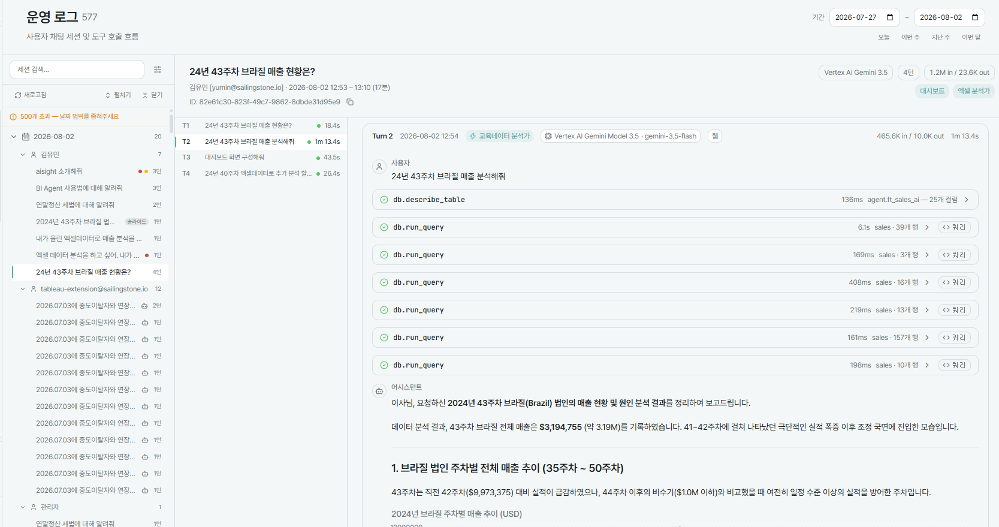 운영 로그 577
사용자 채팅 세션 및 도구 호출 흐름
기간 2026-07-27 ~ 2026-08-02
오늘 이번 주 지난 주 이번 달
세션 검색...
새로고침 펼치기 닫기
500개 초과 — 날짜 범위를 좁혀주세요
2026-08-02 20
김유민 7
aisight 소개해줘 3턴
BI Agent 사용법에 대해 알려줘 3턴
연말정산 세법에 대해 알려줘 2턴
2024년 43주차 브라질 법... 슬라이드 1턴
내가 올린 엑셀데이터로 매출 분석을 ... 1턴
엑셀 데이터 분석을 하고 싶어. 내가 ... 1턴
24년 43주차 브라질 매출 현황은? 4턴
tableau-extension@sailingstone.io 12
2026.07.03에 중도이탈자와 연장... 2턴
2026.07.03에 중도이탈자와 연장... 1턴
2026.07.03에 중도이탈자와 연장... 1턴
2026.07.03에 중도이탈자와 연장... 1턴
2026.07.03에 중도이탈자와 연장... 1턴
2026.07.03에 중도이탈자와 연장... 1턴
2026.07.03에 중도이탈자와 연장... 1턴
2026.07.03에 중도이탈자와 연장... 1턴
2026.07.03에 중도이탈자와 연장... 1턴
2026.07.03에 중도이탈자와 연장... 1턴
2026.07.03에 중도이탈자와 연장... 1턴
2026.07.03에 중도이탈자와 연장... 1턴
관리자 1
연말정산 세법에 대해 알려줘 1턴
24년 43주차 브라질 매출 현황은?
김유민 [yumin@sailingstone.io] · 2026-08-02 12:53 – 13:10 (17분)
ID: 82e61c30-823f-49c7-9862-8dbde31d95e9
Vertex AI Gemini 3.5 4턴 1.2M in / 23.6K out
대시보드 엑셀 분석가
T1 24년 43주차 브라질 매출 현황은? 18.4s
T2 24년 43주차 브라질 매출 분석해줘 1m 13.4s
T3 대시보드 화면 구성해줘 43.5s
T4 24년 40주차 엑셀데이터로 추가 분석 할... 26.4s
Turn 2 2026-08-02 12:54 교육데이터 분석가 Vertex AI Gemini Model 3.5 · gemini-3.5-flash 웹 465.6K in / 10.0K out 1m 13.4s
사용자
24년 43주차 브라질 매출 분석해줘
db.describe_table 136ms agent.ft_sales_ai — 25개 컬럼
db.run_query 6.1s sales · 39개 행 쿼리
db.run_query 169ms sales · 3개 행 쿼리
db.run_query 408ms sales · 16개 행 쿼리
db.run_query 219ms sales · 13개 행 쿼리
db.run_query 161ms sales · 157개 행 쿼리
db.run_query 198ms sales · 10개 행 쿼리
어시스턴트
이사님, 요청하신 2024년 43주차 브라질(Brazil) 법인의 매출 현황 및 원인 분석 결과를 정리하여 보고드립니다.
데이터 분석 결과, 43주차 브라질 전체 매출은 $3,194,755 (약 3.19M)를 기록하였습니다. 41~42주차에 걸쳐 나타났던 극단적인 실적 폭증 이후 조정 국면에 진입한 모습입니다.
1. 브라질 법인 주차별 전체 매출 추이 (35주차 ~ 50주차)
43주차는 직전 42주차($9,973,375) 대비 실적이 급감하였으나, 44주차 이후의 비수기($1.0M 이하)와 비교했을 때 여전히 일정 수준 이상의 실적을 방어한 주차입니다.
2024년 브라질 주차별 매출 추이 (USD)